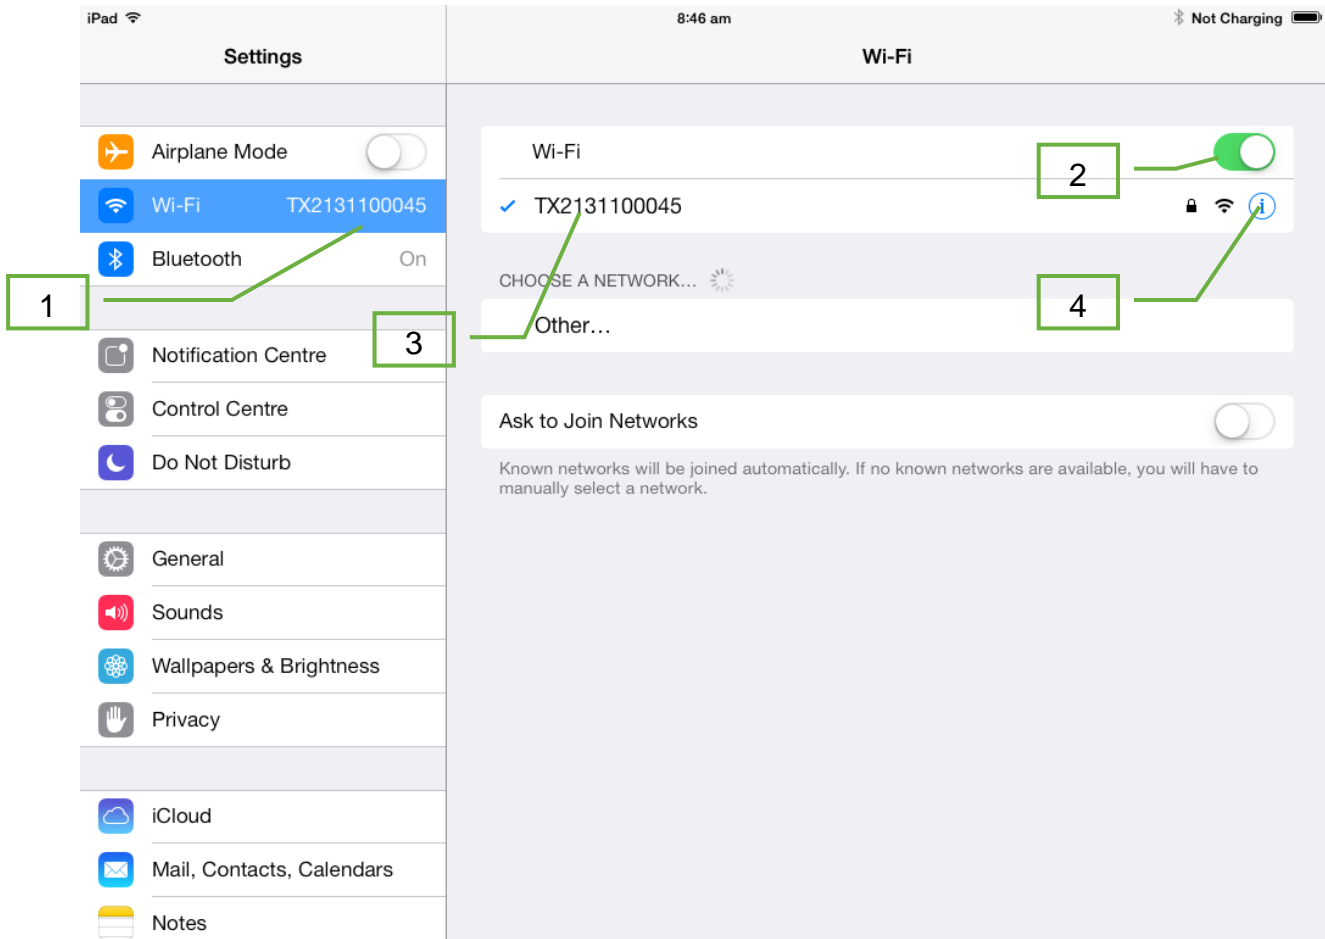 iPad 8:46 am Not Charging
Settings
Wi-Fi
Airplane Mode
Wi-Fi TX2131100045
Bluetooth On
Notification Centre
Control Centre
Do Not Disturb
General
Sounds
Wallpapers & Brightness
Privacy
iCloud
Mail, Contacts, Calendars
Notes
Wi-Fi
TX2131100045
CHOOSE A NETWORK...
Other...
Ask to Join Networks
Known networks will be joined automatically. If no known networks are available, you will have to
manually select a network.
1
2
3
4